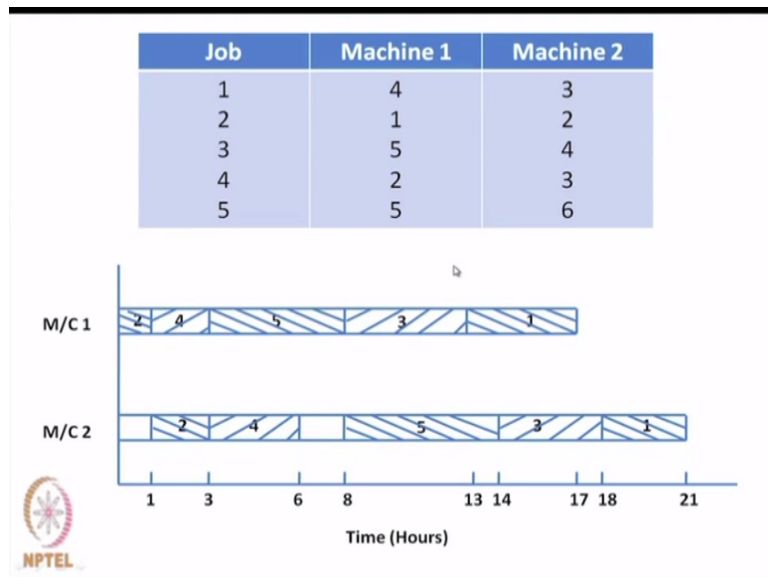 Job Machine 1 Machine 2
1 4 3
2 1 2
3 5 4
4 2 3
5 5 6
M/C 1 2 4 5 3 1
M/C 2 2 4 5 3 1
1 3 6 8 13 14 17 18 21
Time (Hours)
NPTEL